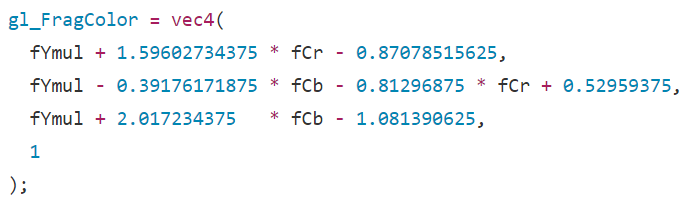 gl_FragColor = vec4(
  fYmul + 1.59602734375 * fCr - 0.87078515625,
  fYmul - 0.39176171875 * fCb - 0.81296875 * fCr + 0.52959375,
  fYmul + 2.017234375   * fCb - 1.081390625,
  1
);